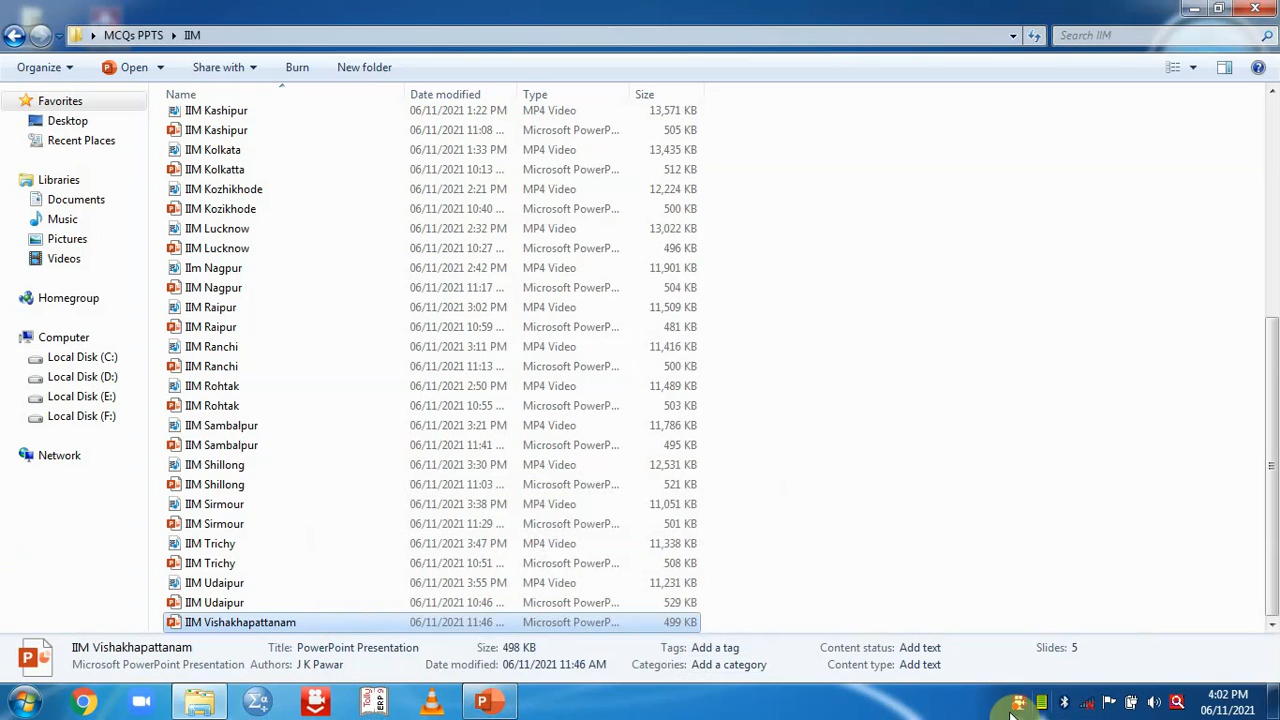 MCQs PPTS IIM
Search IIM
Organize Open Share with Burn New folder
Favorites
Desktop
Recent Places
Libraries
Documents
Music
Pictures
Videos
Homegroup
Computer
Local Disk (C:)
Local Disk (D:)
Local Disk (E:)
Local Disk (F:)
Network
Name Date modified Type Size
IIM Kashipur 06/11/2021 1:22 PM MP4 Video 13,571 KB
IIM Kashipur 06/11/2021 11:08 ... Microsoft PowerP... 505 KB
IIM Kolkata 06/11/2021 1:33 PM MP4 Video 13,435 KB
IIM Kolkatta 06/11/2021 10:13 ... Microsoft PowerP... 512 KB
IIM Kozhikhode 06/11/2021 2:21 PM MP4 Video 12,224 KB
IIM Kozikhode 06/11/2021 10:40 ... Microsoft PowerP... 500 KB
IIM Lucknow 06/11/2021 2:32 PM MP4 Video 13,022 KB
IIM Lucknow 06/11/2021 10:27 ... Microsoft PowerP... 496 KB
IIm Nagpur 06/11/2021 2:42 PM MP4 Video 11,901 KB
IIM Nagpur 06/11/2021 11:17 ... Microsoft PowerP... 504 KB
IIM Raipur 06/11/2021 3:02 PM MP4 Video 11,509 KB
IIM Raipur 06/11/2021 10:59 ... Microsoft PowerP... 481 KB
IIM Ranchi 06/11/2021 3:11 PM MP4 Video 11,416 KB
IIM Ranchi 06/11/2021 11:13 ... Microsoft PowerP... 500 KB
IIM Rohtak 06/11/2021 2:50 PM MP4 Video 11,489 KB
IIM Rohtak 06/11/2021 10:55 ... Microsoft PowerP... 503 KB
IIM Sambalpur 06/11/2021 3:21 PM MP4 Video 11,786 KB
IIM Sambalpur 06/11/2021 11:41 ... Microsoft PowerP... 495 KB
IIM Shillong 06/11/2021 3:30 PM MP4 Video 12,531 KB
IIM Shillong 06/11/2021 11:03 ... Microsoft PowerP... 521 KB
IIM Sirmour 06/11/2021 3:38 PM MP4 Video 11,051 KB
IIM Sirmour 06/11/2021 11:29 ... Microsoft PowerP... 501 KB
IIM Trichy 06/11/2021 3:47 PM MP4 Video 11,338 KB
IIM Trichy 06/11/2021 10:51 ... Microsoft PowerP... 508 KB
IIM Udaipur 06/11/2021 3:55 PM MP4 Video 11,231 KB
IIM Udaipur 06/11/2021 10:46 ... Microsoft PowerP... 529 KB
IIM Vishakhapattanam 06/11/2021 11:46 ... Microsoft PowerP... 499 KB
IIM Vishakhapattanam Title: PowerPoint Presentation Size: 498 KB Tags: Add a tag Content status: Add text Slides: 5
Microsoft PowerPoint Presentation Authors: J K Pawar Date modified: 06/11/2021 11:46 AM Categories: Add a category Content type: Add text
4:02 PM
06/11/2021